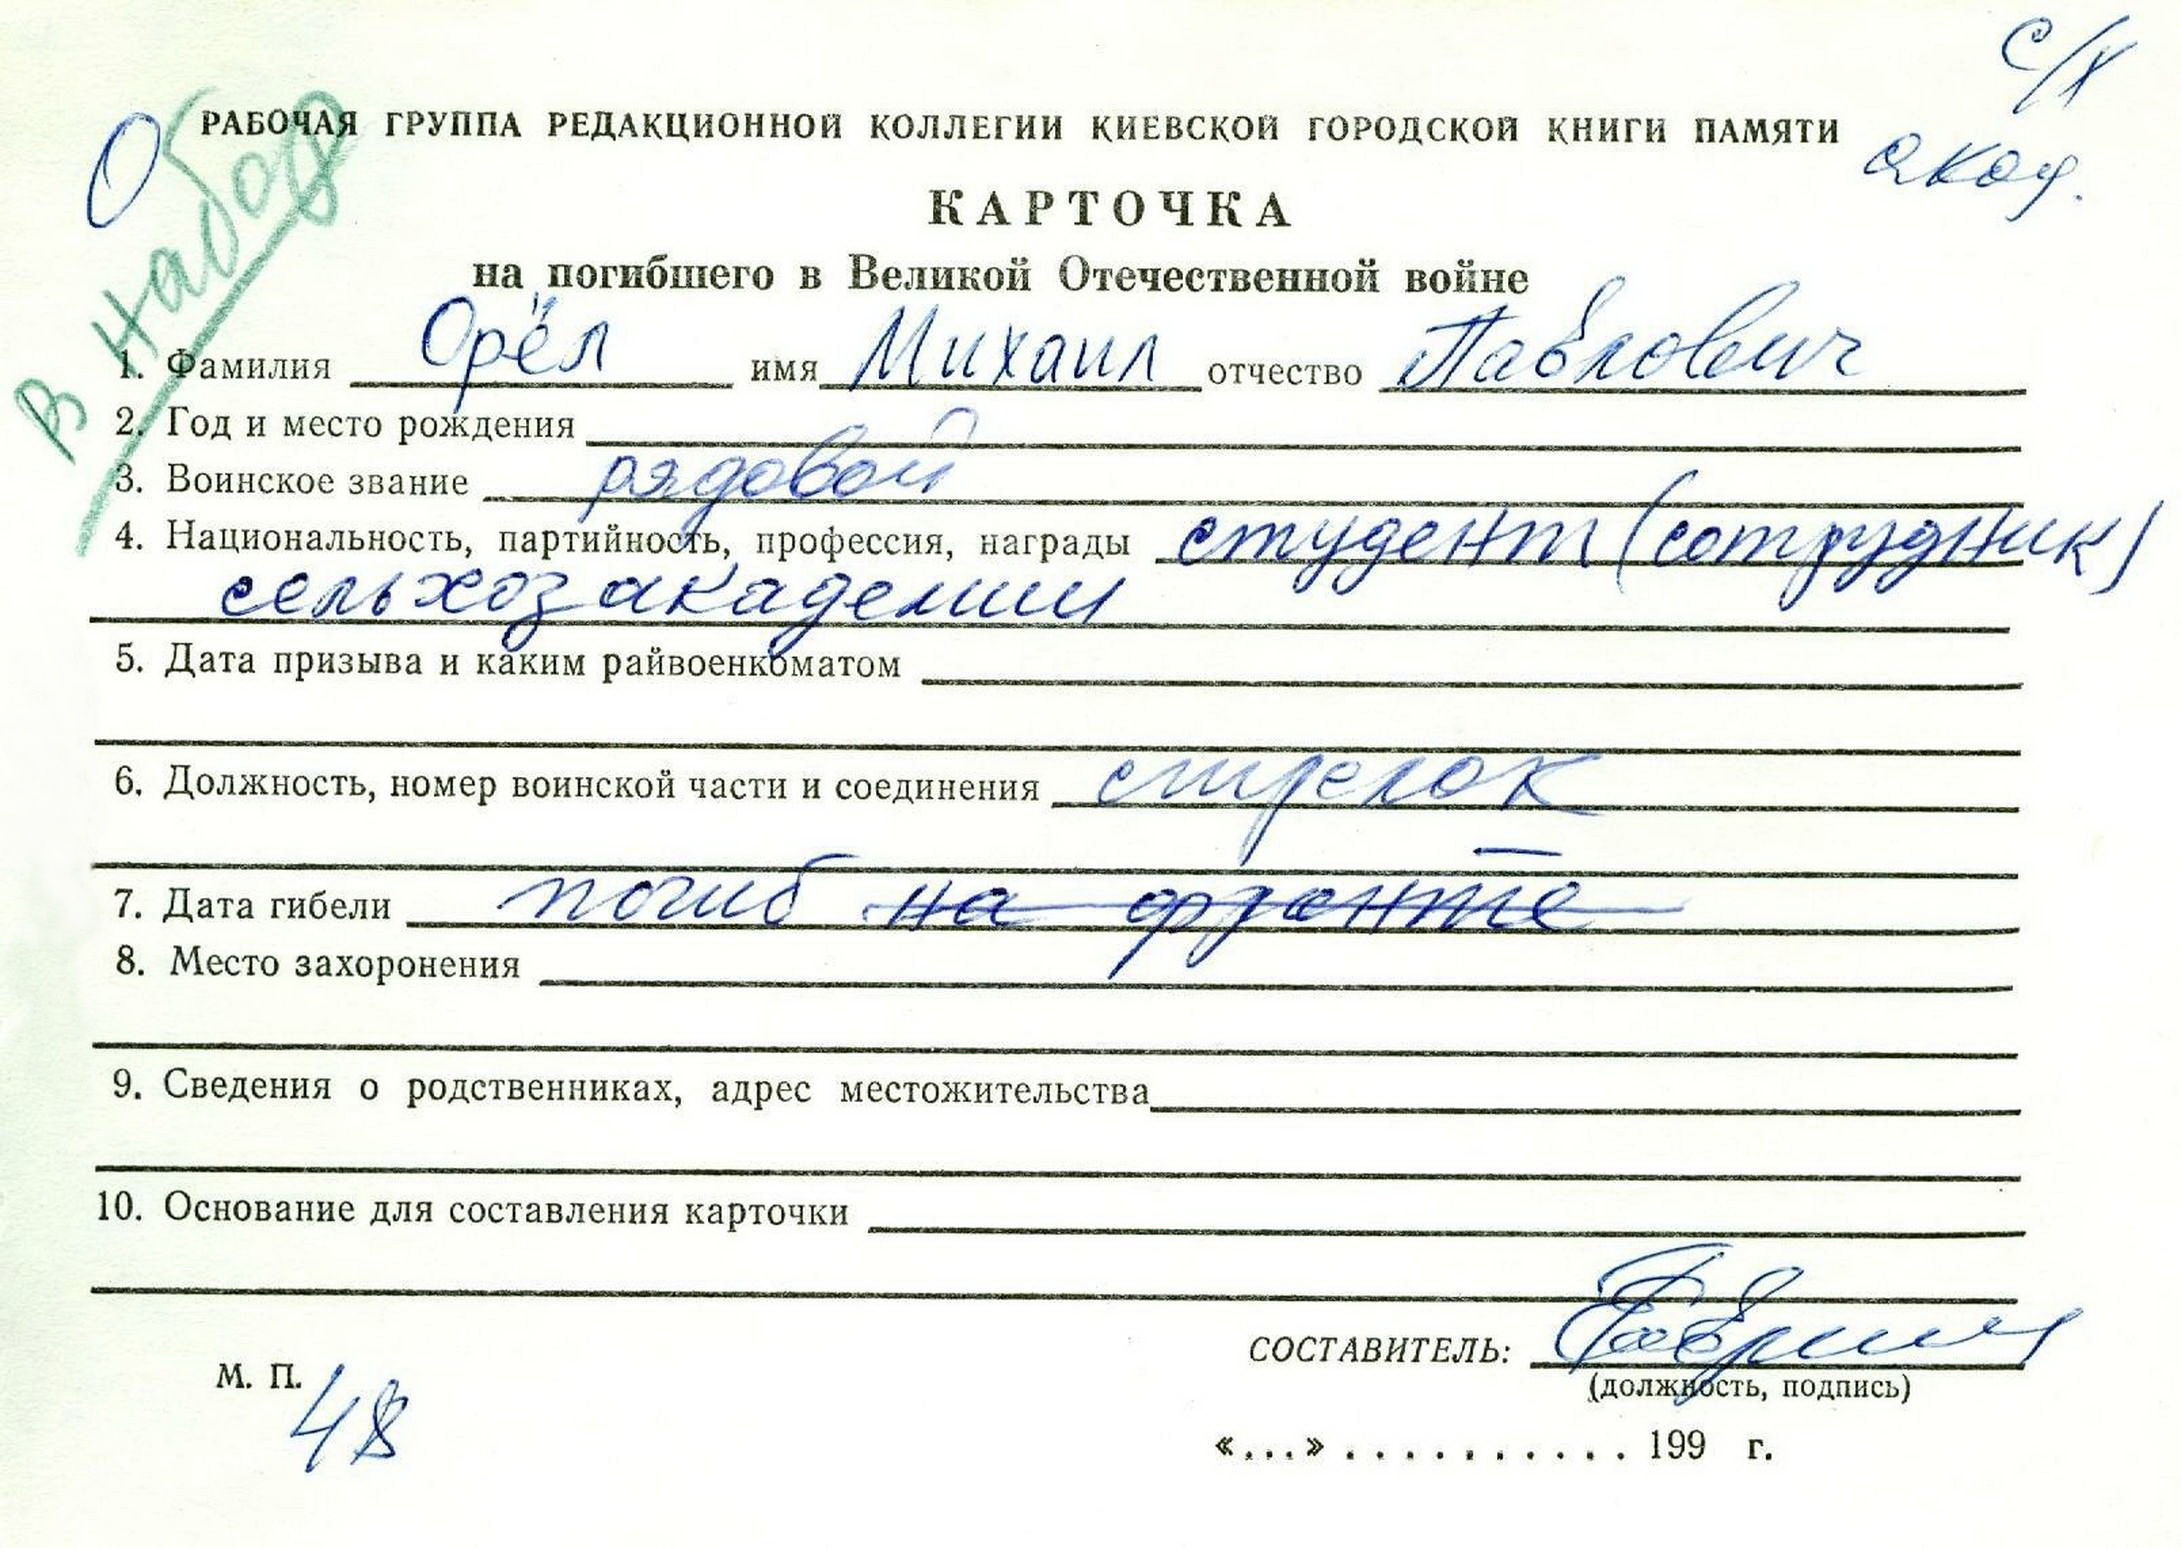 с/х
акад.
О
В набор
РАБОЧАЯ ГРУППА РЕДАКЦИОННОЙ КОЛЛЕГИИ КИЕВСКОЙ ГОРОДСКОЙ КНИГИ ПАМЯТИ
КАРТОЧКА
на погибшего в Великой Отечественной войне
1. Фамилия Орёл имя Михаил отчество Павлович
2. Год и место рождения
3. Воинское звание рядовой
4. Национальность, партийность, профессия, награды студент (сотрудник)
сельхозакадемии
5. Дата призыва и каким райвоенкоматом
6. Должность, номер воинской части и соединения стрелок
7. Дата гибели погиб на фронте
8. Место захоронения
9. Сведения о родственниках, адрес местожительства
10. Основание для составления карточки
СОСТАВИТЕЛЬ:
(должность, подпись)
М. П.
48
«...» .......... 199 г.